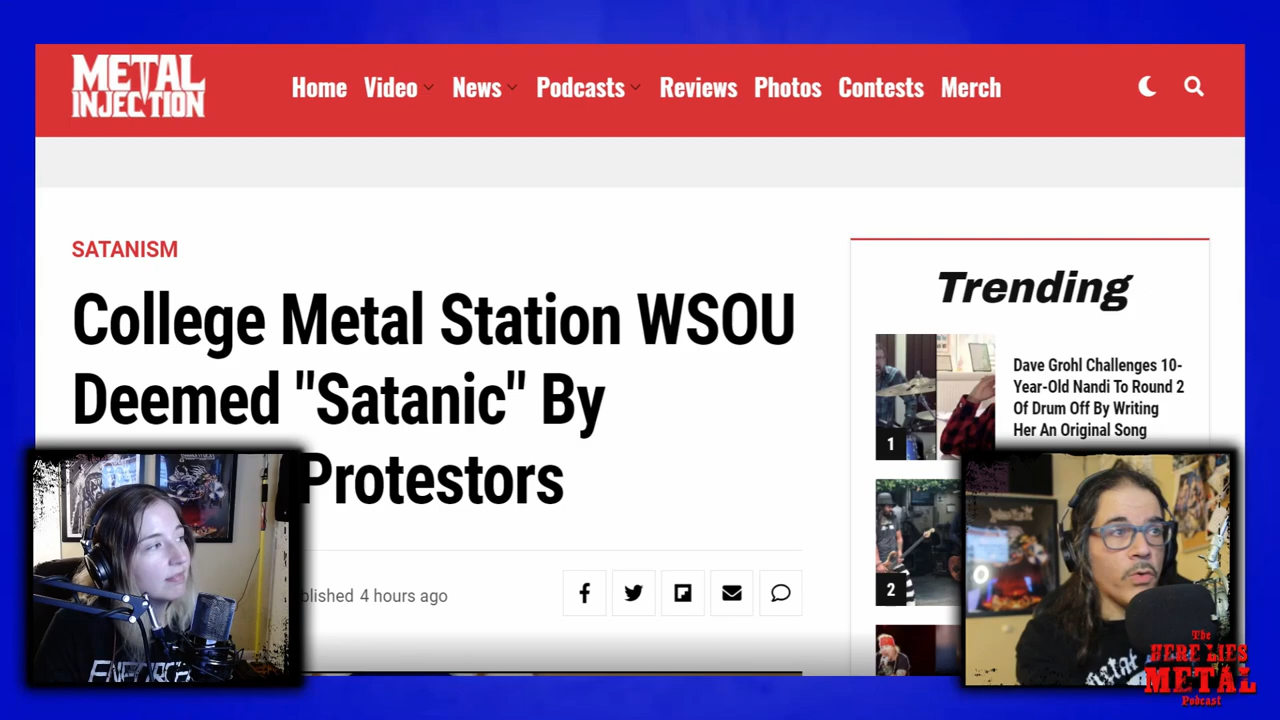 METAL
INJECTION
Home Video News Podcasts Reviews Photos Contests Merch
SATANISM
College Metal Station WSOU
Deemed "Satanic" By
Protestors
blished 4 hours ago
Trending
1
Dave Grohl Challenges 10-
Year-Old Nandi To Round 2
Of Drum Off By Writing
Her An Original Song
2
The
HERE LIES
METAL
Podcast